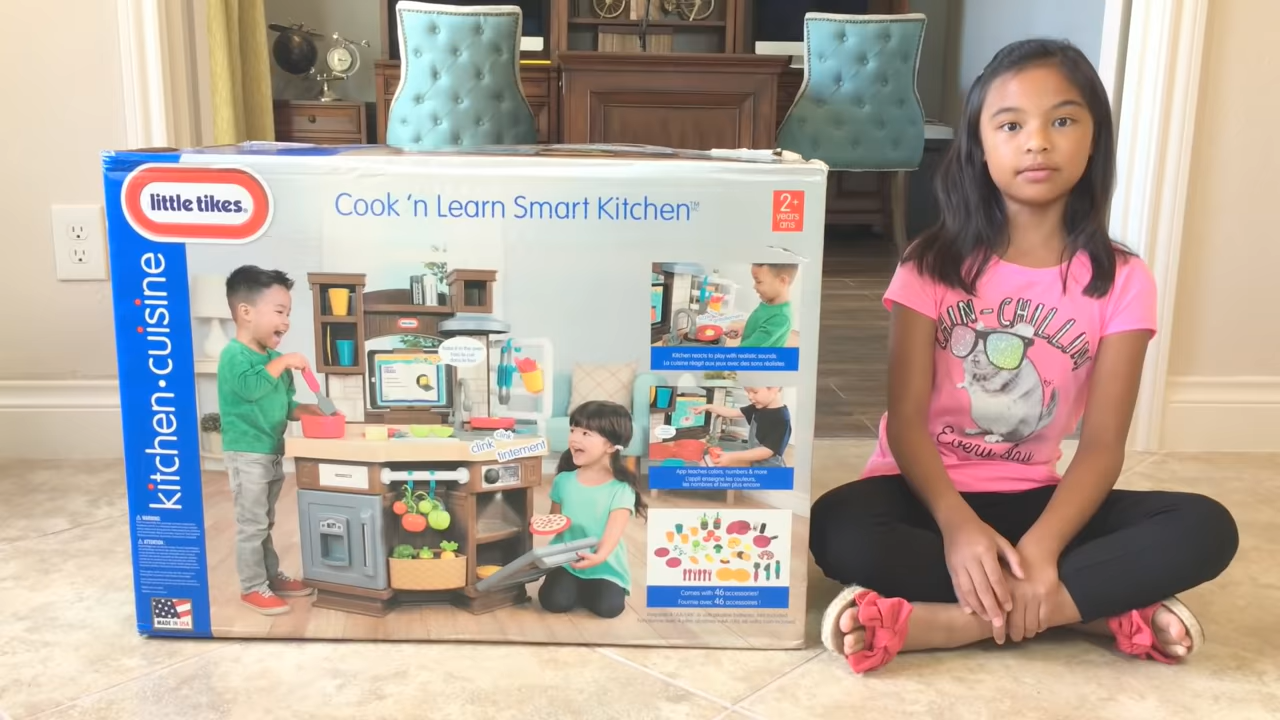 little tikes®
Cook 'n Learn Smart Kitchen™
2+
years
ans
kitchen•cuisine
clink
clink
tintement
Kitchen reacts to play with realistic sounds.
La cuisine réagit aux jeux avec des sons réalistes
App teaches colors, numbers & more
L'appli enseigne les couleurs,
les nombres et bien plus encore
Comes with 46 accessories!
Fournie avec 46 accessoires !
WARNING:
ATTENTION :
MADE IN USA
CHIN-CHILLIN
Every day